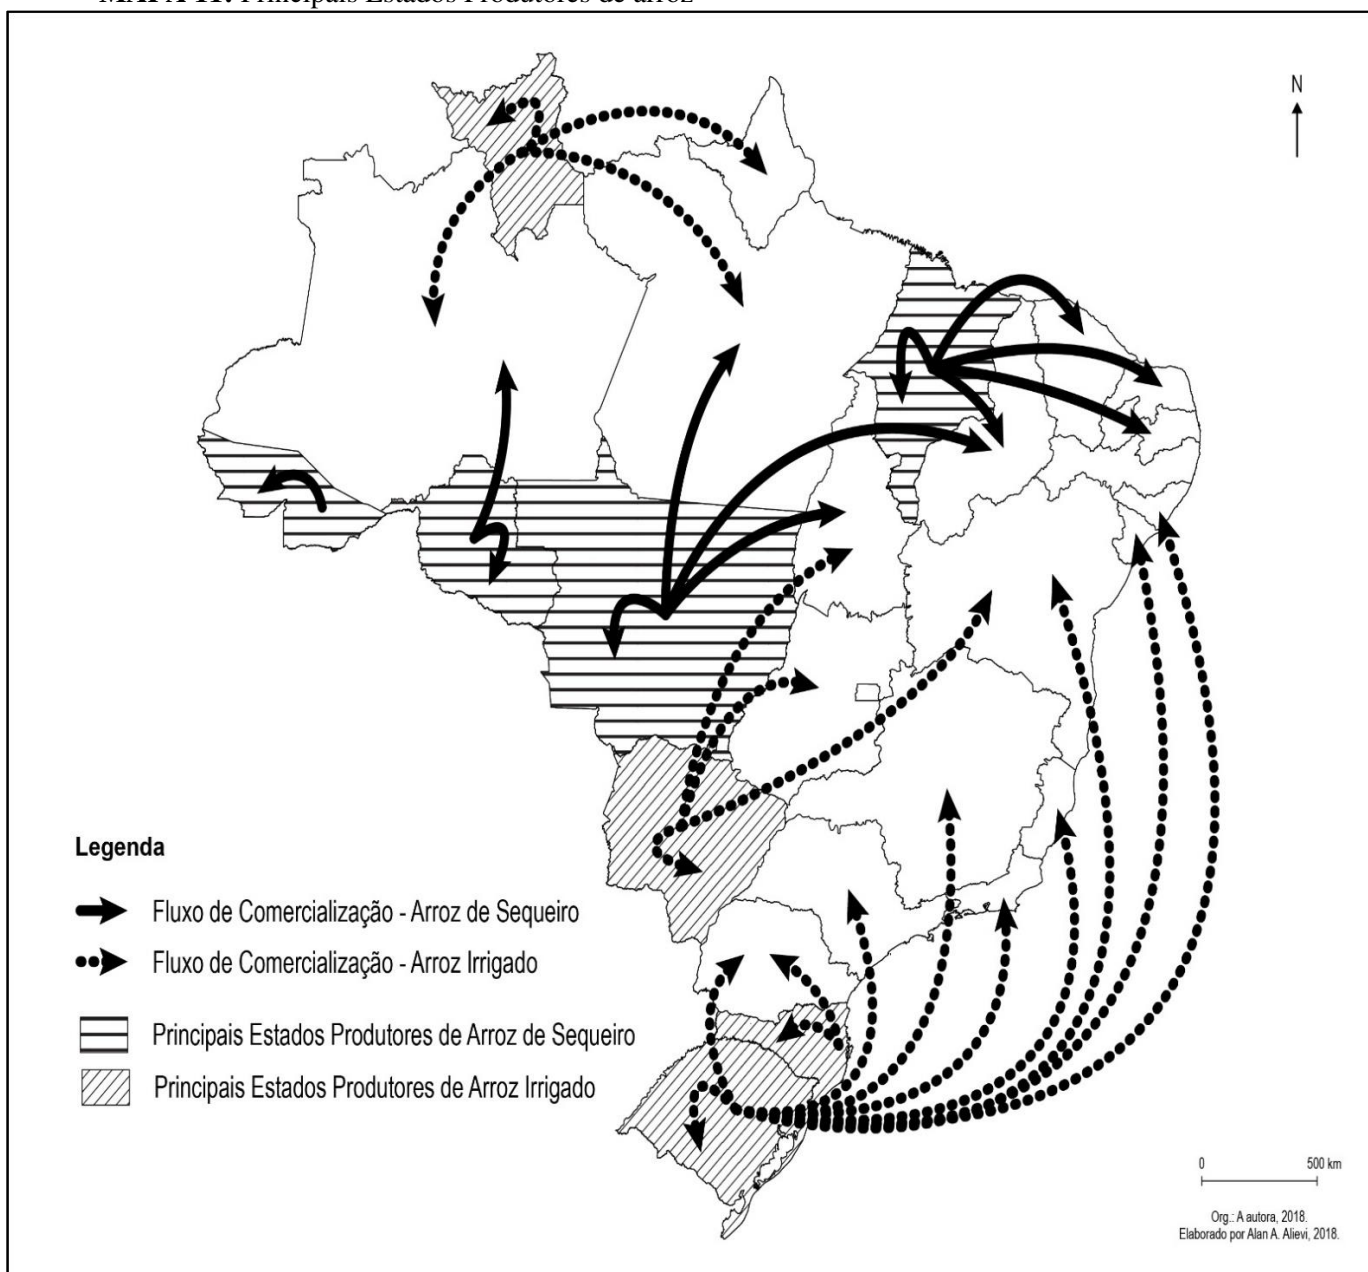 MAPA 11: Principais Estados Produtores de arroz
N
Legenda
Fluxo de Comercialização - Arroz de Sequeiro
Fluxo de Comercialização - Arroz Irrigado
Principais Estados Produtores de Arroz de Sequeiro
Principais Estados Produtores de Arroz Irrigado
0 500 km
Org.: A autora, 2018.
Elaborado por Alan A. Alievi, 2018.